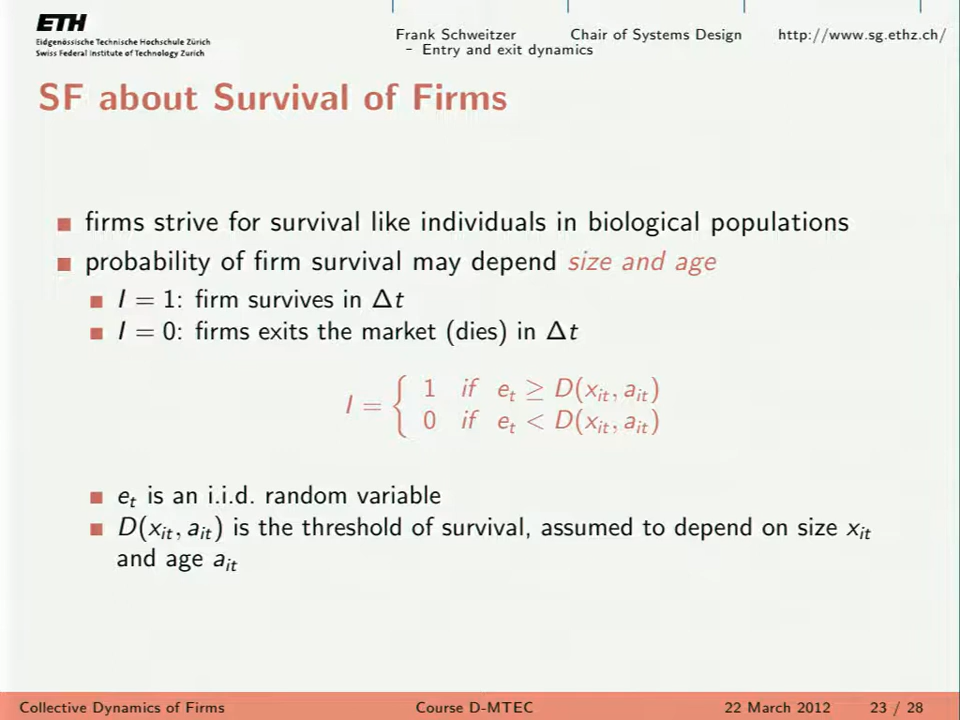 ETH
Eidgenössische Technische Hochschule Zürich
Swiss Federal Institute of Technology Zurich
Frank Schweitzer Chair of Systems Design http://www.sg.ethz.ch/
– Entry and exit dynamics
SF about Survival of Firms
firms strive for survival like individuals in biological populations
probability of firm survival may depend size and age
I = 1: firm survives in Δt
I = 0: firms exits the market (dies) in Δt
I = { 1 if e_t ≥ D(x_it, a_it)
0 if e_t < D(x_it, a_it)
e_t is an i.i.d. random variable
D(x_it, a_it) is the threshold of survival, assumed to depend on size x_it
and age a_it
Collective Dynamics of Firms Course D-MTEC 22 March 2012 23 / 28